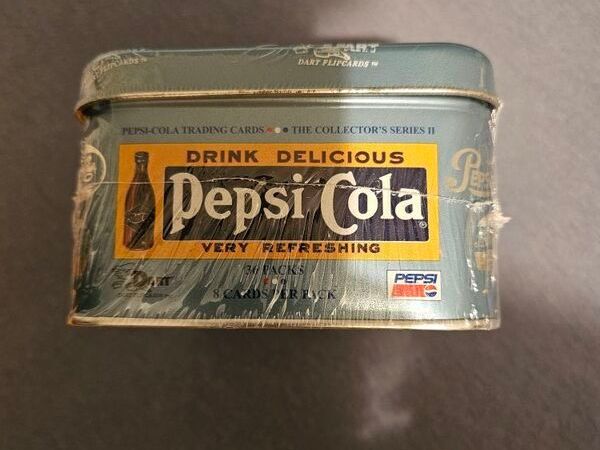 DART FLIPCARDS™
PEPSI-COLA TRADING CARDS • • • THE COLLECTOR'S SERIES II
DRINK DELICIOUS
Pepsi Cola®
VERY REFRESHING
36 PACKS
8 CARDS PER PACK
DART
PEPSI